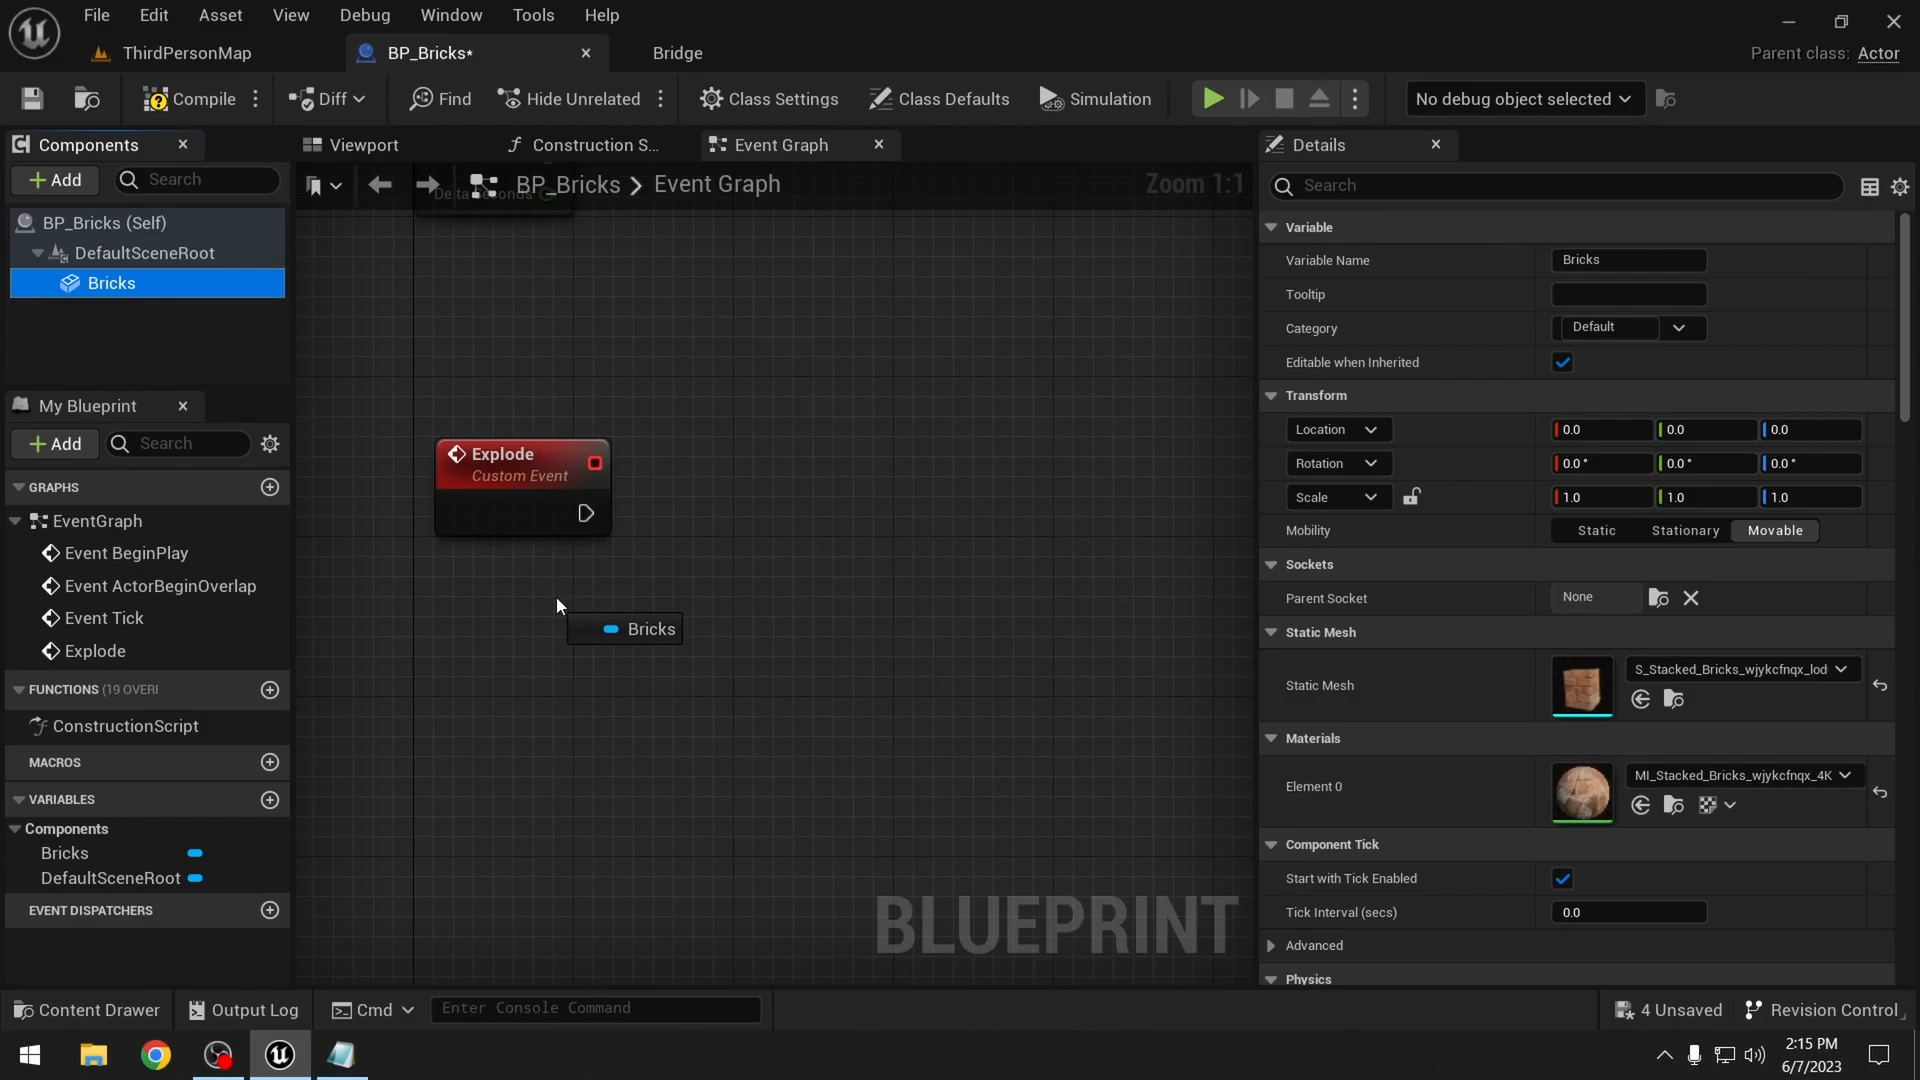 File Edit Asset View Debug Window Tools Help
ThirdPersonMap BP_Bricks* Bridge Parent class: Actor
Compile Diff Find Hide Unrelated Class Settings Class Defaults Simulation No debug object selected
Components Viewport Construction S... Event Graph Details
Add Search BP_Bricks > Event Graph Zoom 1:1 Search
Delta Seconds
BP_Bricks (Self)
DefaultSceneRoot
Bricks
Explode
Custom Event
Bricks
My Blueprint
Add Search
GRAPHS
EventGraph
Event BeginPlay
Event ActorBeginOverlap
Event Tick
Explode
FUNCTIONS (19 OVERI
ConstructionScript
MACROS
VARIABLES
Components
Bricks
DefaultSceneRoot
EVENT DISPATCHERS
BLUEPRINT
Variable
Variable Name Bricks
Tooltip
Category Default
Editable when Inherited
Transform
Location 0.0 0.0 0.0
Rotation 0.0 ° 0.0 ° 0.0 °
Scale 1.0 1.0 1.0
Mobility Static Stationary Movable
Sockets
Parent Socket None
Static Mesh
Static Mesh S_Stacked_Bricks_wjykcfnqx_lod
Materials
Element 0 MI_Stacked_Bricks_wjykcfnqx_4K
Component Tick
Start with Tick Enabled
Tick Interval (secs) 0.0
Advanced
Physics
Content Drawer Output Log Cmd Enter Console Command 4 Unsaved Revision Control
2:15 PM
6/7/2023